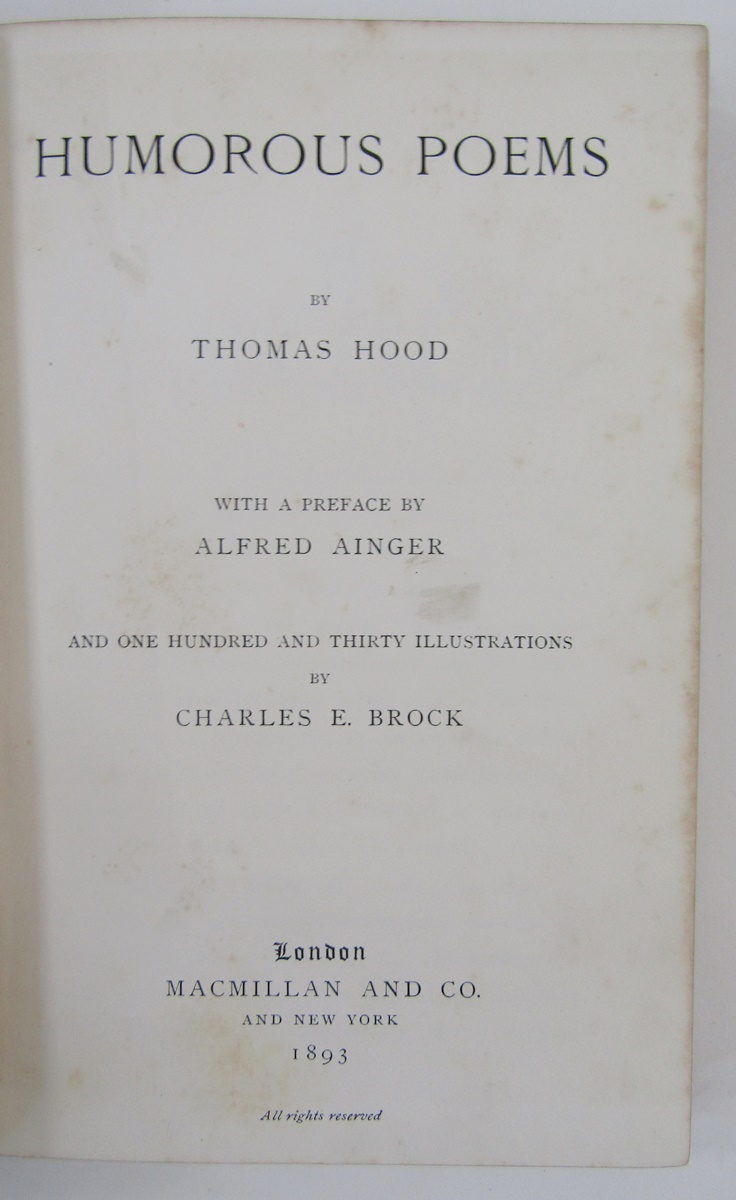 HUMOROUS POEMS
BY
THOMAS HOOD
WITH A PREFACE BY
ALFRED AINGER
AND ONE HUNDRED AND THIRTY ILLUSTRATIONS
BY
CHARLES E. BROCK
London
MACMILLAN AND CO.
AND NEW YORK
1893
All rights reserved